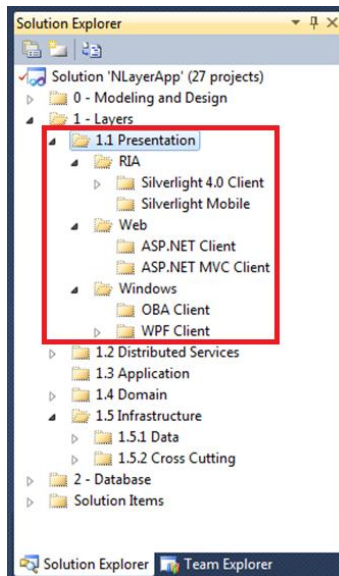 Solution Explorer
Solution 'NLayerApp' (27 projects)
0 - Modeling and Design
1 - Layers
1.1 Presentation
RIA
Silverlight 4.0 Client
Silverlight Mobile
Web
ASP.NET Client
ASP.NET MVC Client
Windows
OBA Client
WPF Client
1.2 Distributed Services
1.3 Application
1.4 Domain
1.5 Infrastructure
1.5.1 Data
1.5.2 Cross Cutting
2 - Database
Solution Items
Solution Explorer Team Explorer